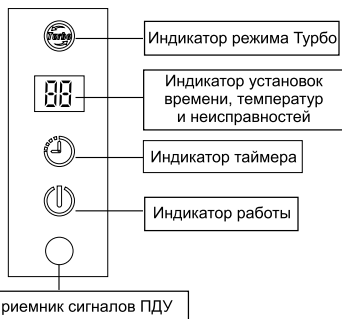 Turbo
Индикатор режима Турбо
88
Индикатор установок
времени, температур
и неисправностей
Индикатор таймера
Индикатор работы
риемник сигналов ПДУ